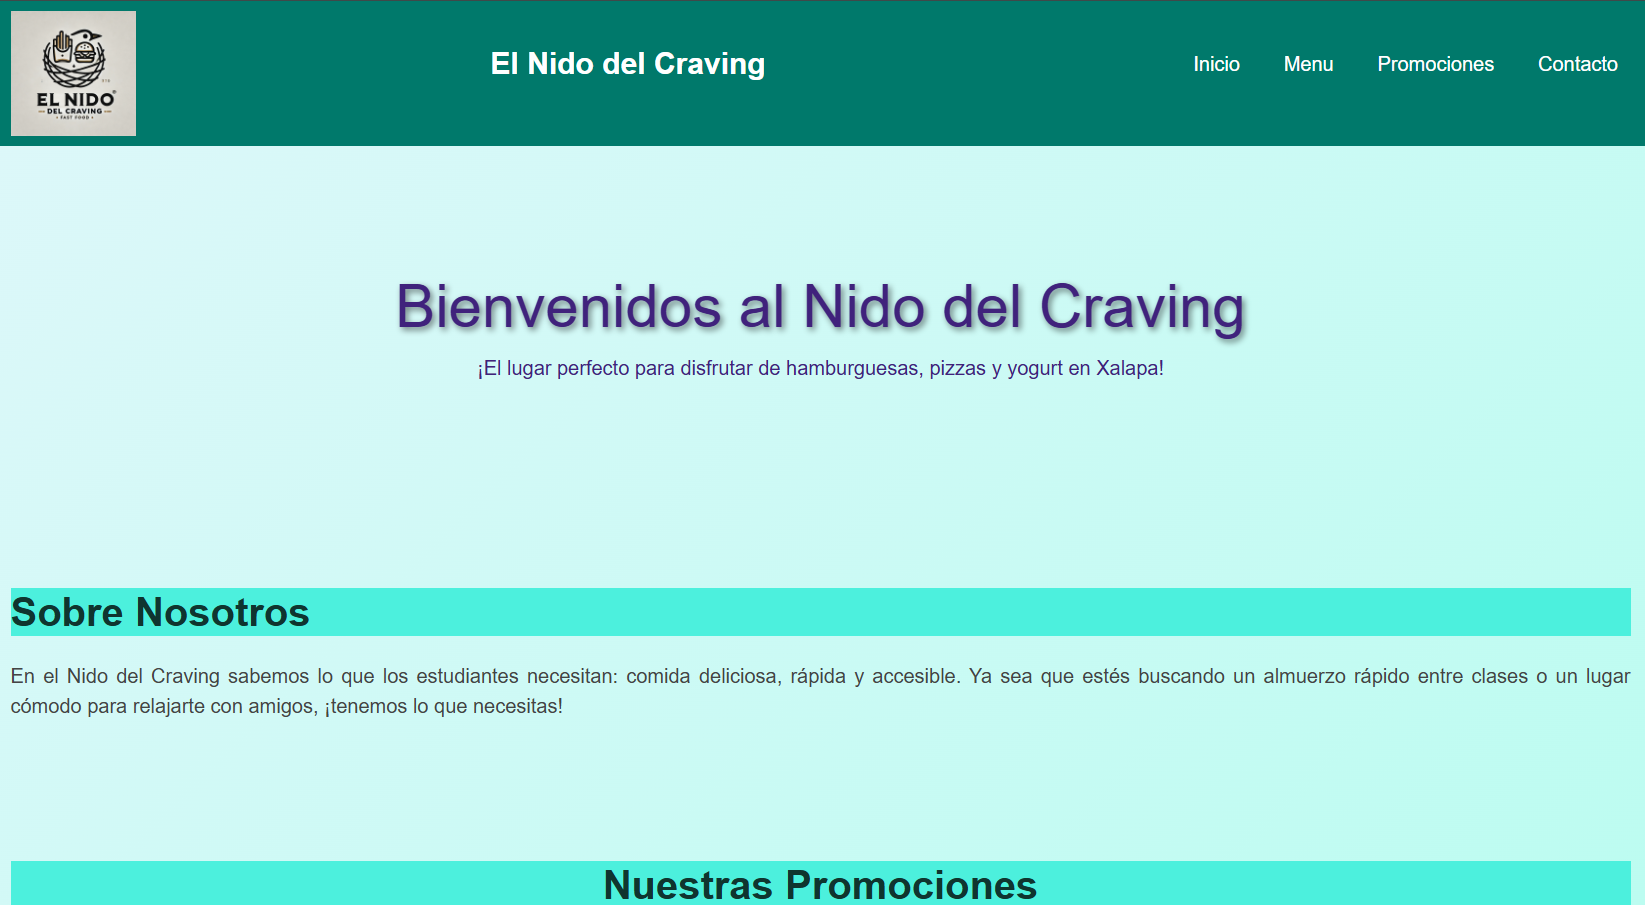 EL NIDO
DEL CRAVING
• FAST FOOD •
El Nido del Craving
Inicio Menu Promociones Contacto
Bienvenidos al Nido del Craving
¡El lugar perfecto para disfrutar de hamburguesas, pizzas y yogurt en Xalapa!
Sobre Nosotros
En el Nido del Craving sabemos lo que los estudiantes necesitan: comida deliciosa, rápida y accesible. Ya sea que estés buscando un almuerzo rápido entre clases o un lugar
cómodo para relajarte con amigos, ¡tenemos lo que necesitas!
Nuestras Promociones